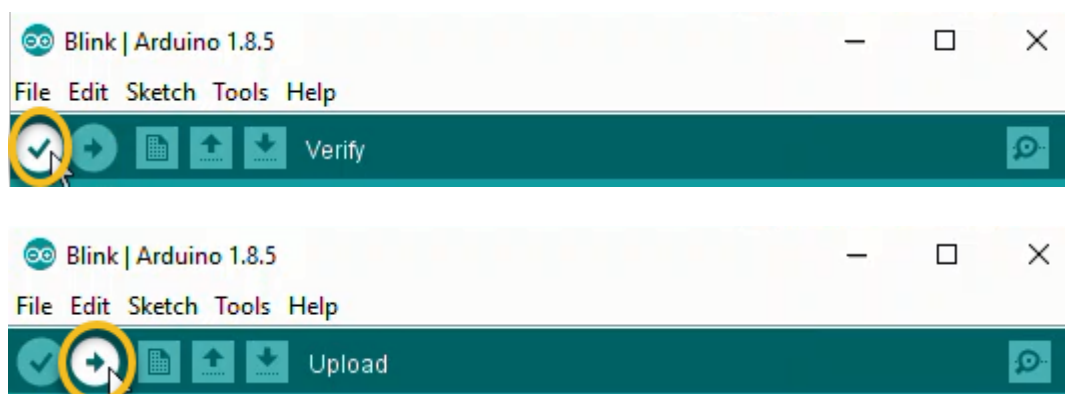 Blink | Arduino 1.8.5
File Edit Sketch Tools Help
Verify
Blink | Arduino 1.8.5
File Edit Sketch Tools Help
Upload